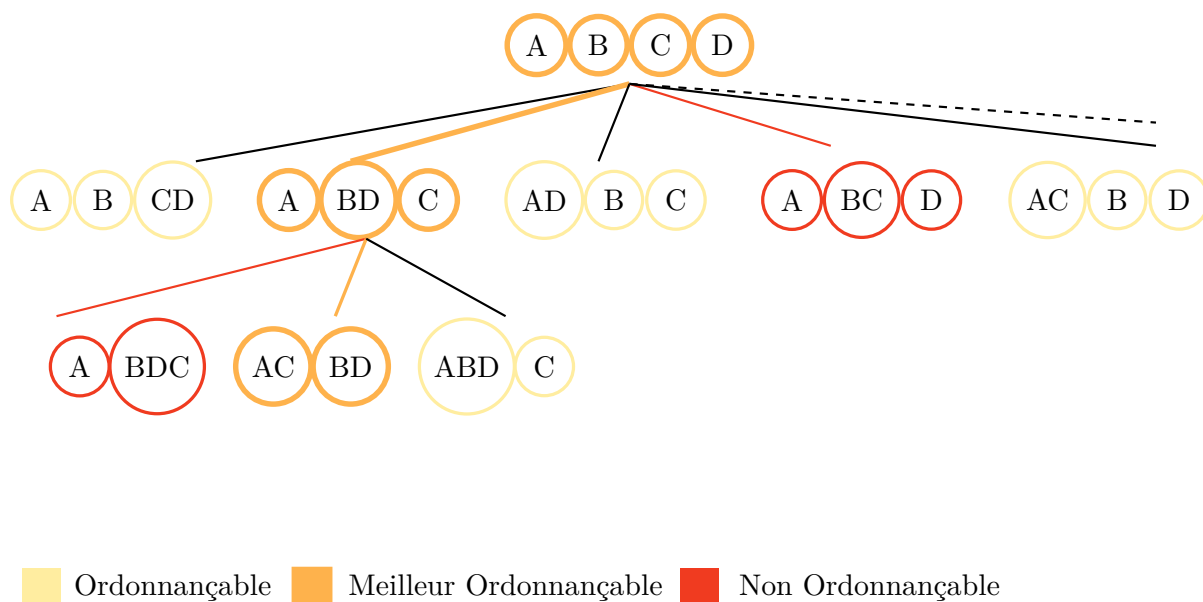 A B C D
A B CD A BD C AD B C A BC D AC B D
A BDC AC BD ABD C
Ordonnançable Meilleur Ordonnançable Non Ordonnançable